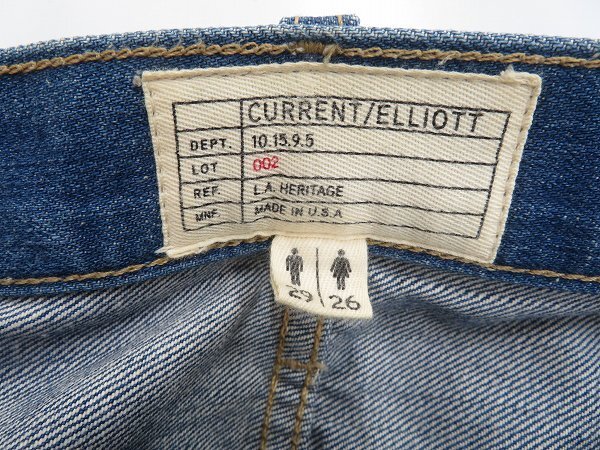 CURRENT/ELLIOTT
DEPT. 10.15.9.5
LOT 002
REF. L.A. HERITAGE
MNF. MADE IN U.S.A
29 26